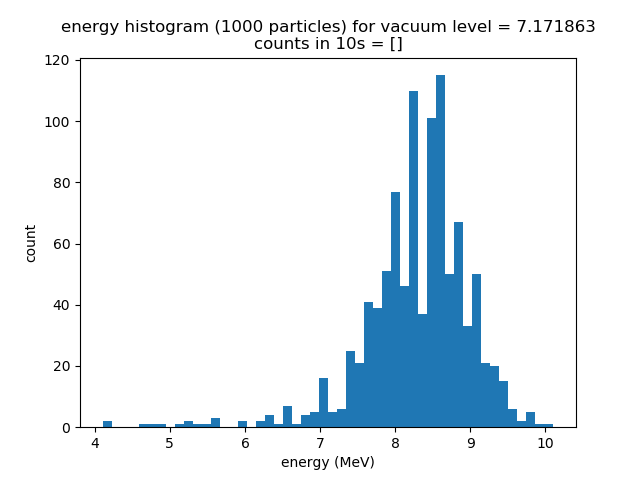 energy histogram (1000 particles) for vacuum level = 7.171863
counts in 10s = []
120
100
80
60
40
20
0
count
4 5 6 7 8 9 10
energy (MeV)